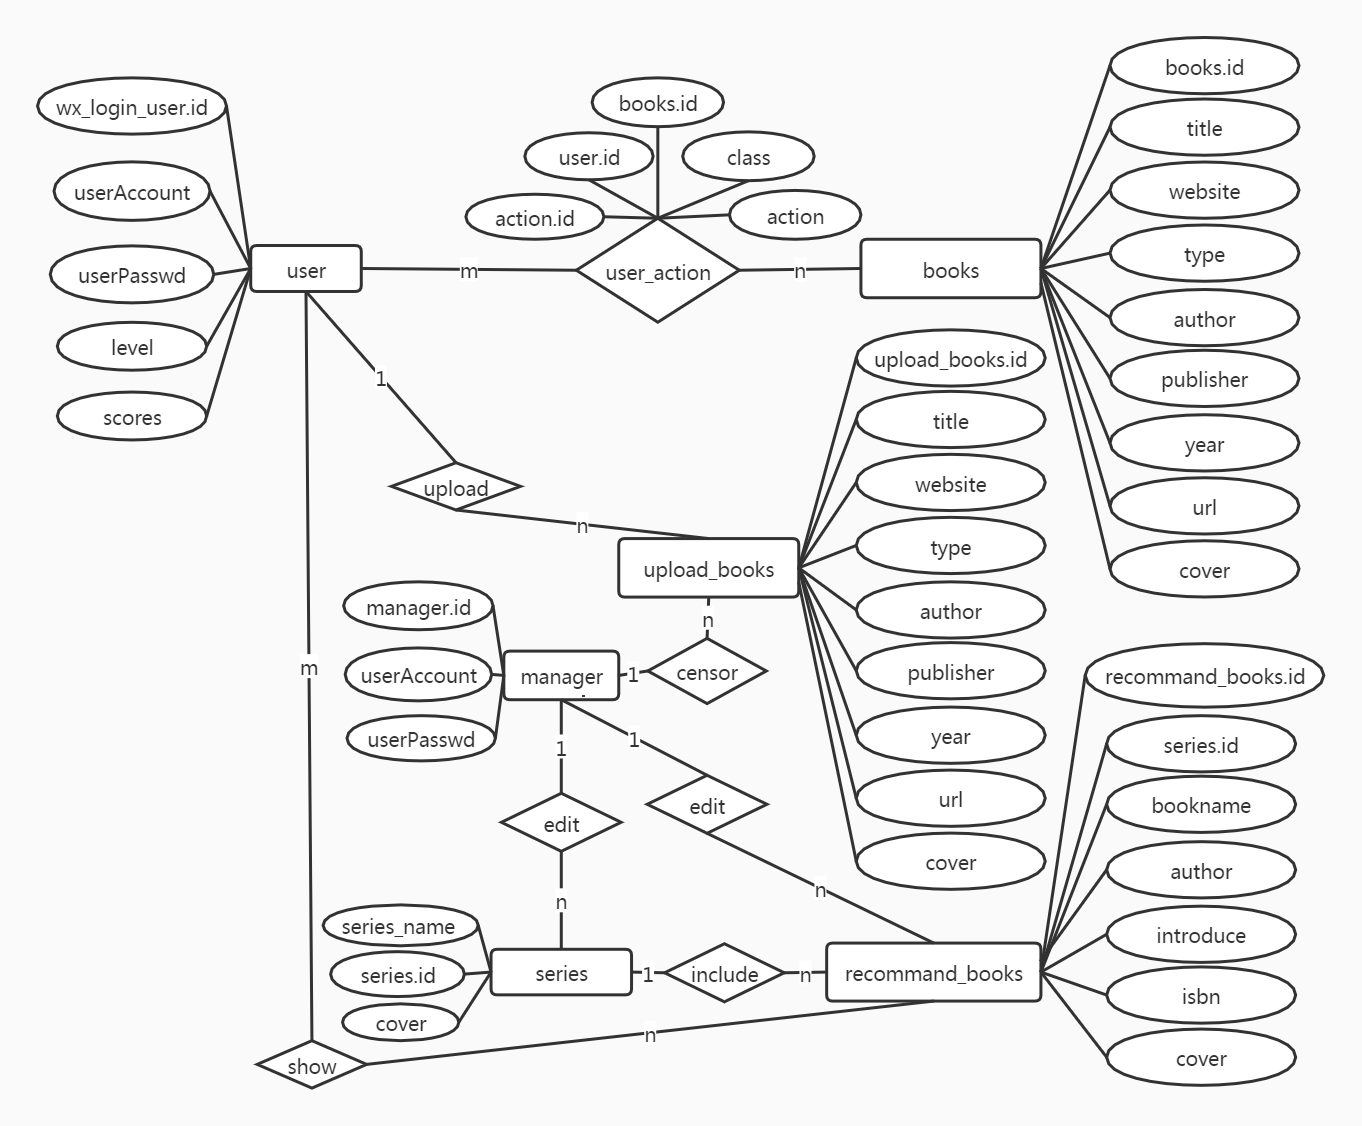 wx_login_user.id
userAccount
userPasswd
level
scores
user
m
action.id
user.id
books.id
class
action
user_action
n
books
books.id
title
website
type
author
publisher
year
url
cover
1
upload
n
upload_books
upload_books.id
title
website
type
author
publisher
year
url
cover
n
censor
1
manager.id
userAccount
userPasswd
manager
1
edit
n
1
edit
n
m
series_name
series.id
cover
series
1
include
n
recommand_books
recommand_books.id
series.id
bookname
author
introduce
isbn
cover
show
n